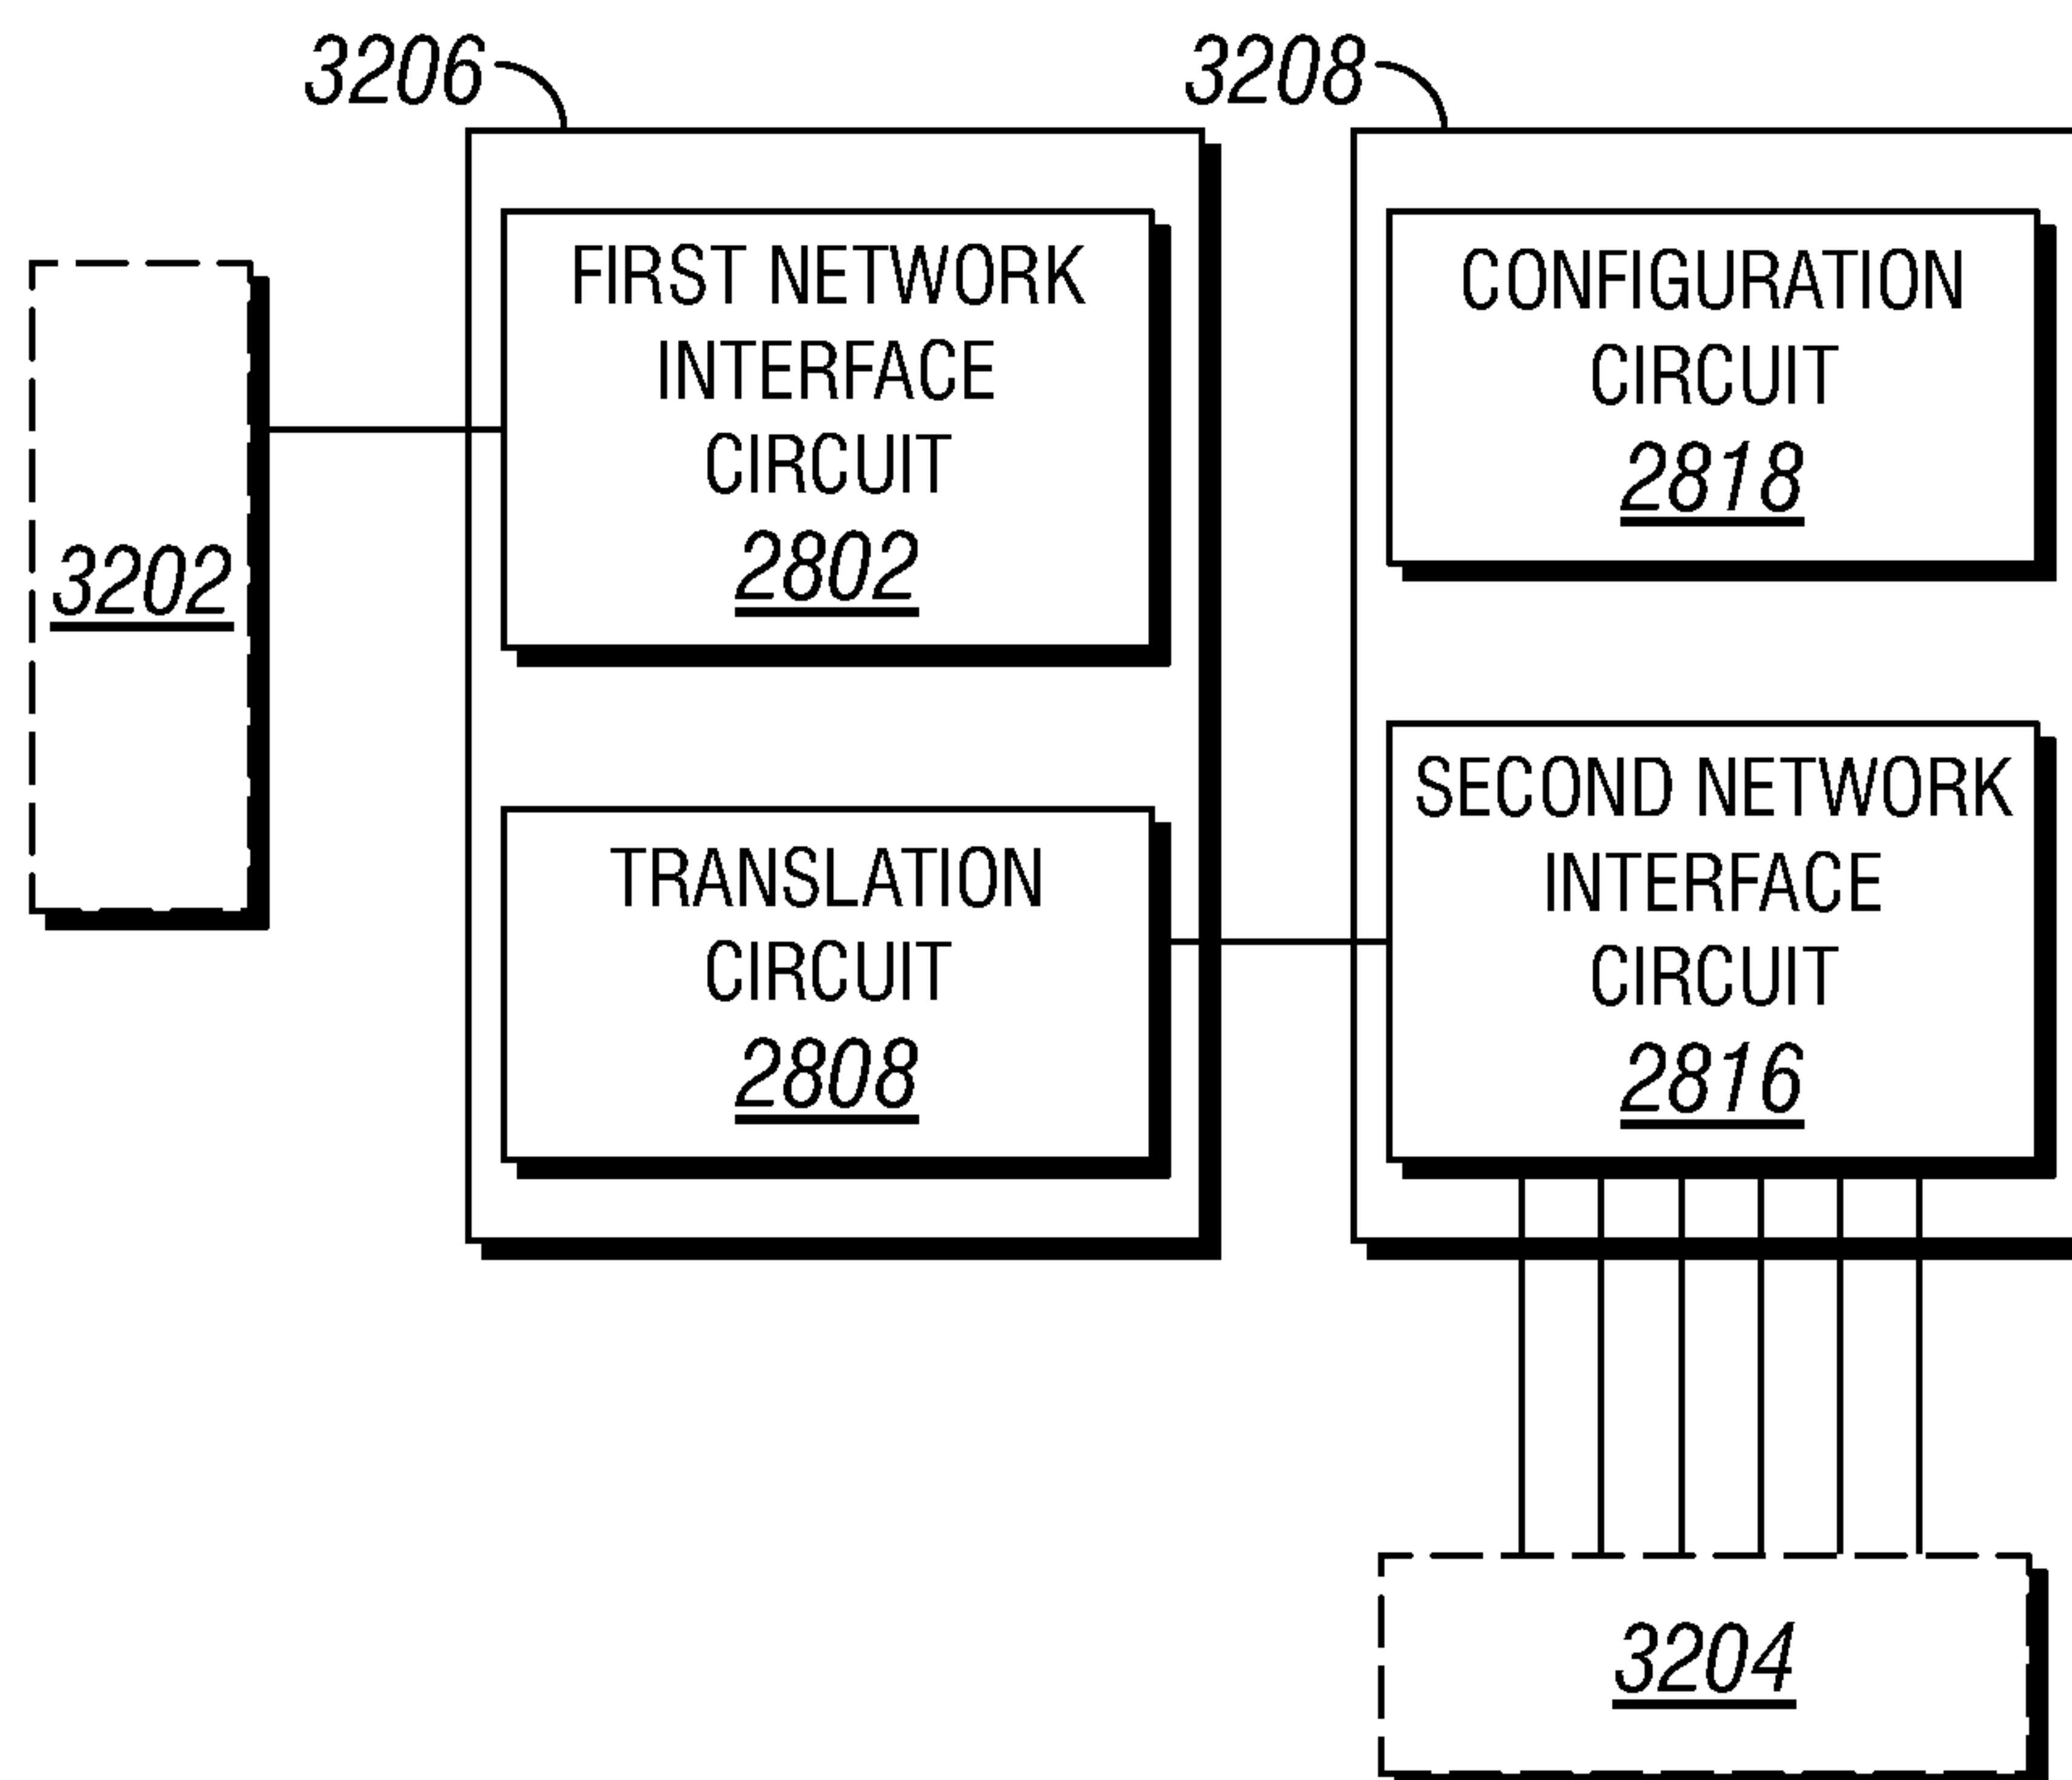 3206
3208
3202
FIRST NETWORK
INTERFACE
CIRCUIT
2802
TRANSLATION
CIRCUIT
2808
CONFIGURATION
CIRCUIT
2818
SECOND NETWORK
INTERFACE
CIRCUIT
2816
3204